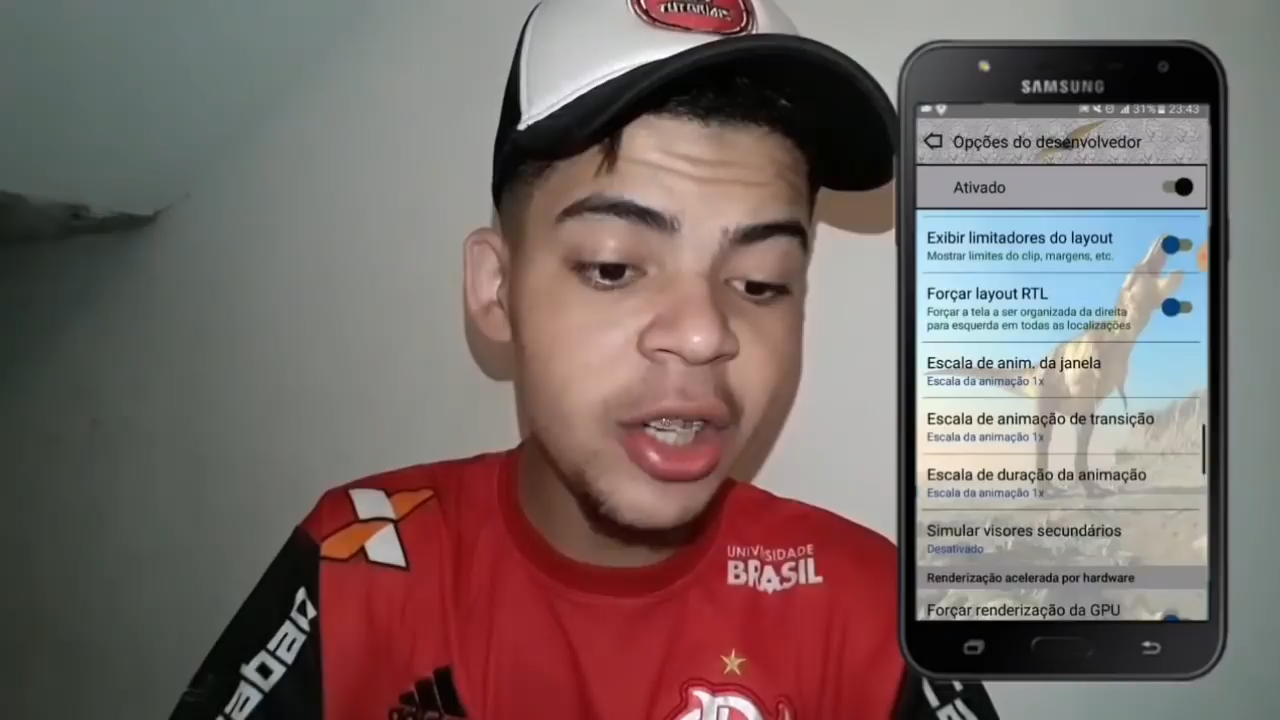 TUTORIAIS
SAMSUNG
31% 23:43
Opções do desenvolvedor
Ativado
Exibir limitadores do layout
Mostrar limites do clip, margens, etc.
Forçar layout RTL
Forçar a tela a ser organizada da direita
para esquerda em todas as localizações
Escala de anim. da janela
Escala da animação 1x
Escala de animação de transição
Escala da animação 1x
Escala de duração da animação
Escala da animação 1x
Simular visores secundários
Desativado
Renderização acelerada por hardware
Forçar renderização da GPU
UNIVERSIDADE
BRASIL